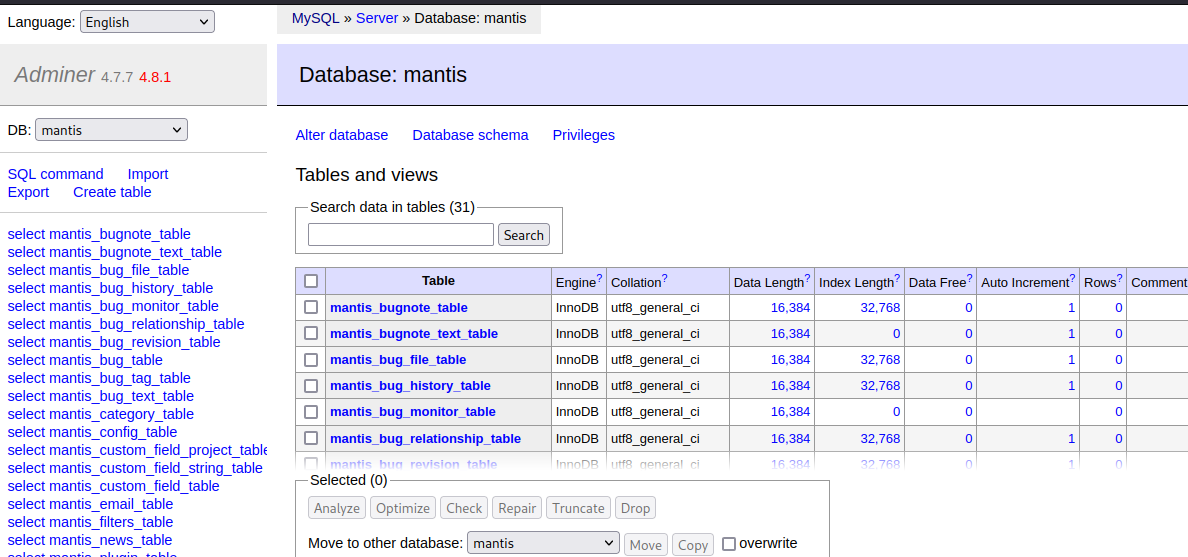 Language: English
MySQL » Server » Database: mantis
Adminer 4.7.7 4.8.1
Database: mantis
DB: mantis
SQL command Import
Export Create table
select mantis_bugnote_table
select mantis_bugnote_text_table
select mantis_bug_file_table
select mantis_bug_history_table
select mantis_bug_monitor_table
select mantis_bug_relationship_table
select mantis_bug_revision_table
select mantis_bug_table
select mantis_bug_tag_table
select mantis_bug_text_table
select mantis_category_table
select mantis_config_table
select mantis_custom_field_project_table
select mantis_custom_field_string_table
select mantis_custom_field_table
select mantis_email_table
select mantis_filters_table
select mantis_news_table
select mantis_plugin_table
Alter database Database schema Privileges
Tables and views
Search data in tables (31)
Search
Table Engine? Collation? Data Length? Index Length? Data Free? Auto Increment? Rows? Comment
mantis_bugnote_table InnoDB utf8_general_ci 16,384 32,768 0 1 0
mantis_bugnote_text_table InnoDB utf8_general_ci 16,384 0 0 1 0
mantis_bug_file_table InnoDB utf8_general_ci 16,384 32,768 0 1 0
mantis_bug_history_table InnoDB utf8_general_ci 16,384 32,768 0 1 0
mantis_bug_monitor_table InnoDB utf8_general_ci 16,384 0 0 0
mantis_bug_relationship_table InnoDB utf8_general_ci 16,384 32,768 0 1 0
mantis_bug_revision_table InnoDB utf8_general_ci 16,384 32,768 0 1 0
Selected (0)
Analyze Optimize Check Repair Truncate Drop
Move to other database: mantis Move Copy overwrite